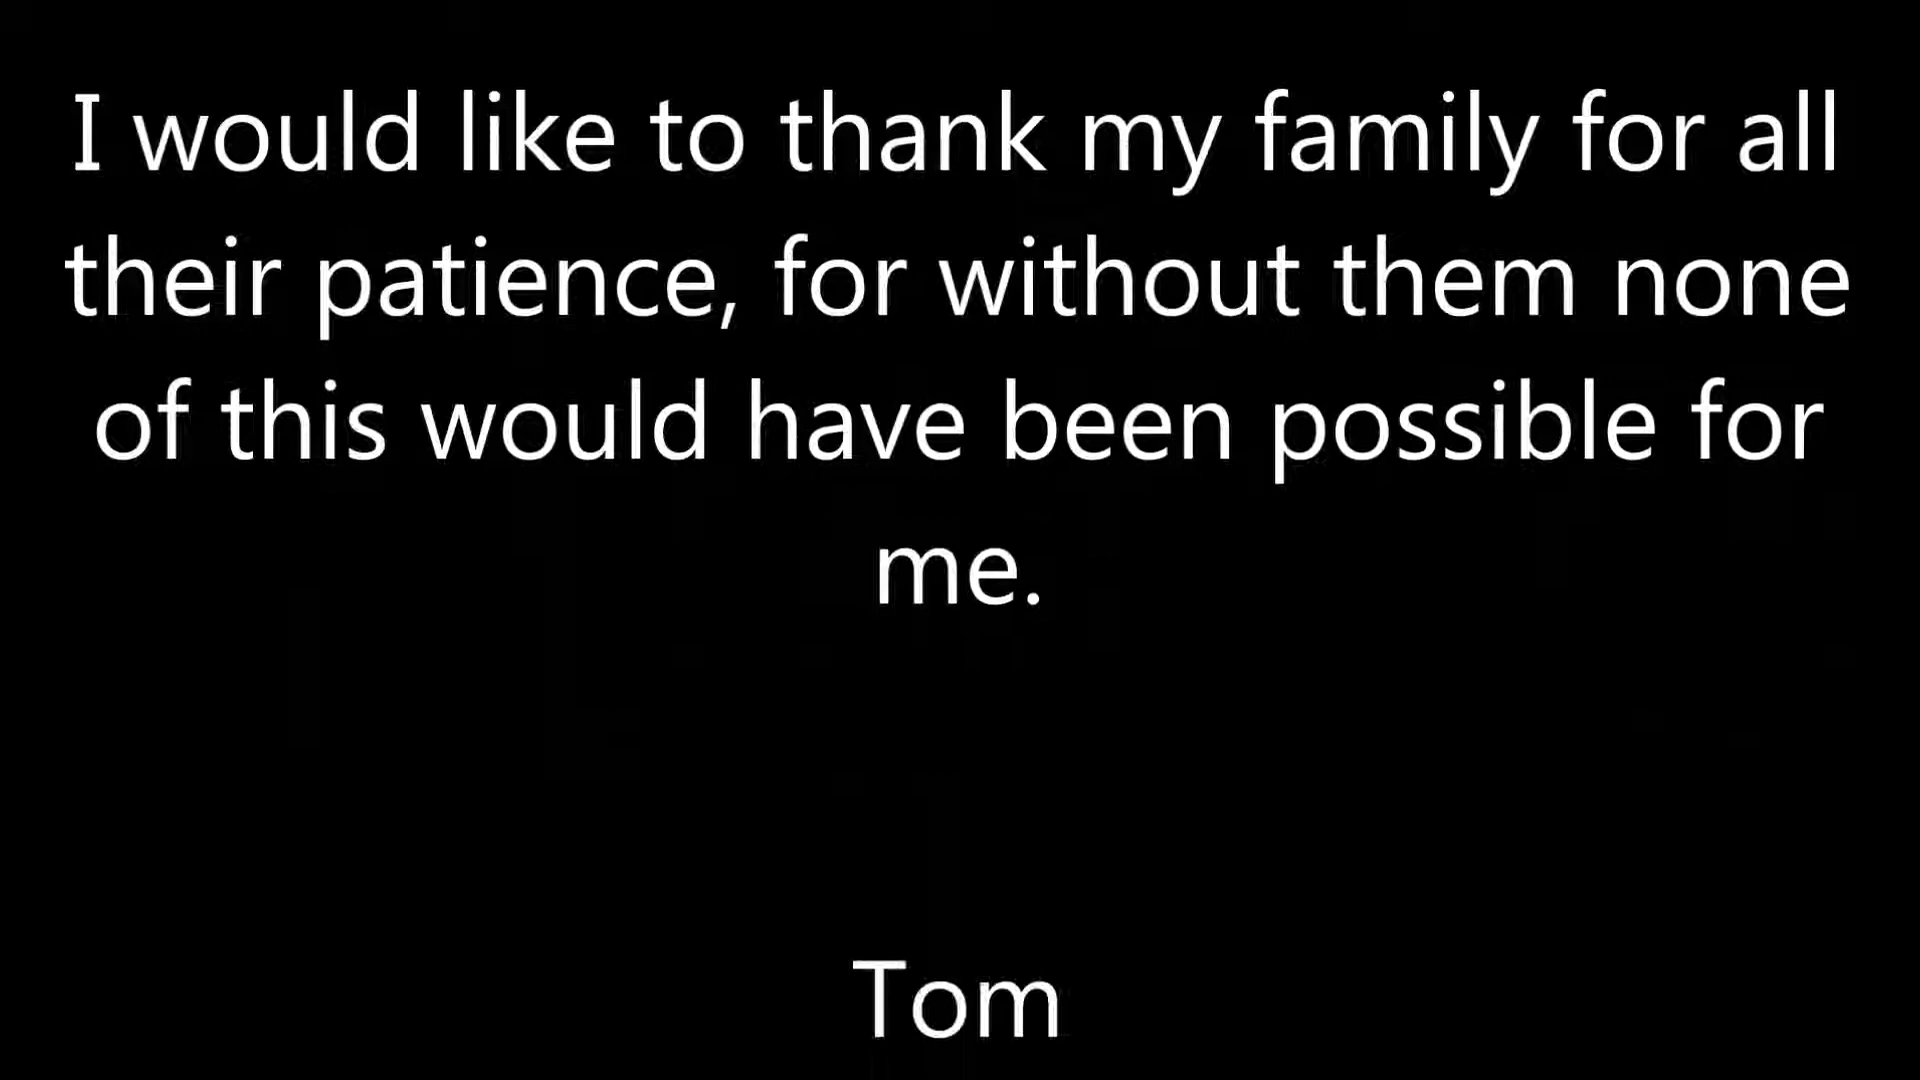 I would like to thank my family for all
their patience, for without them none
of this would have been possible for
me.
Tom